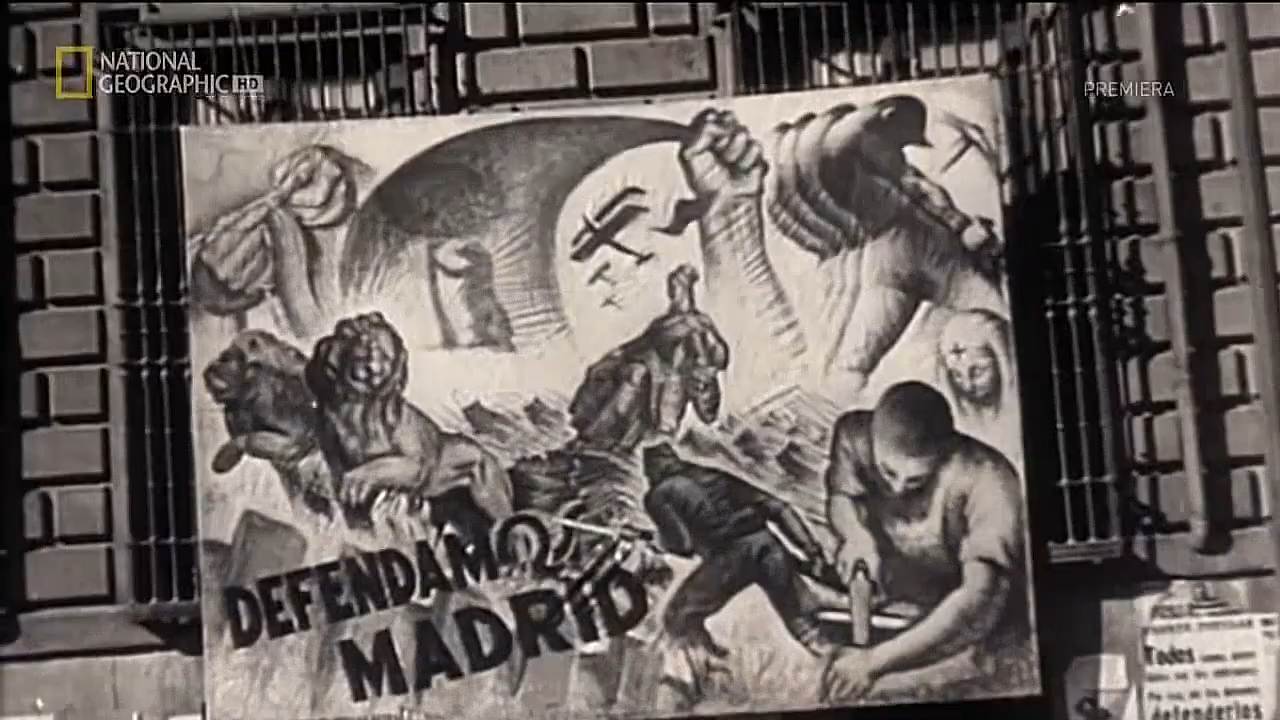 NATIONAL
GEOGRAPHIC HD
PREMIERA
DEFENDAMOS
MADRID
Todos
defenderlos